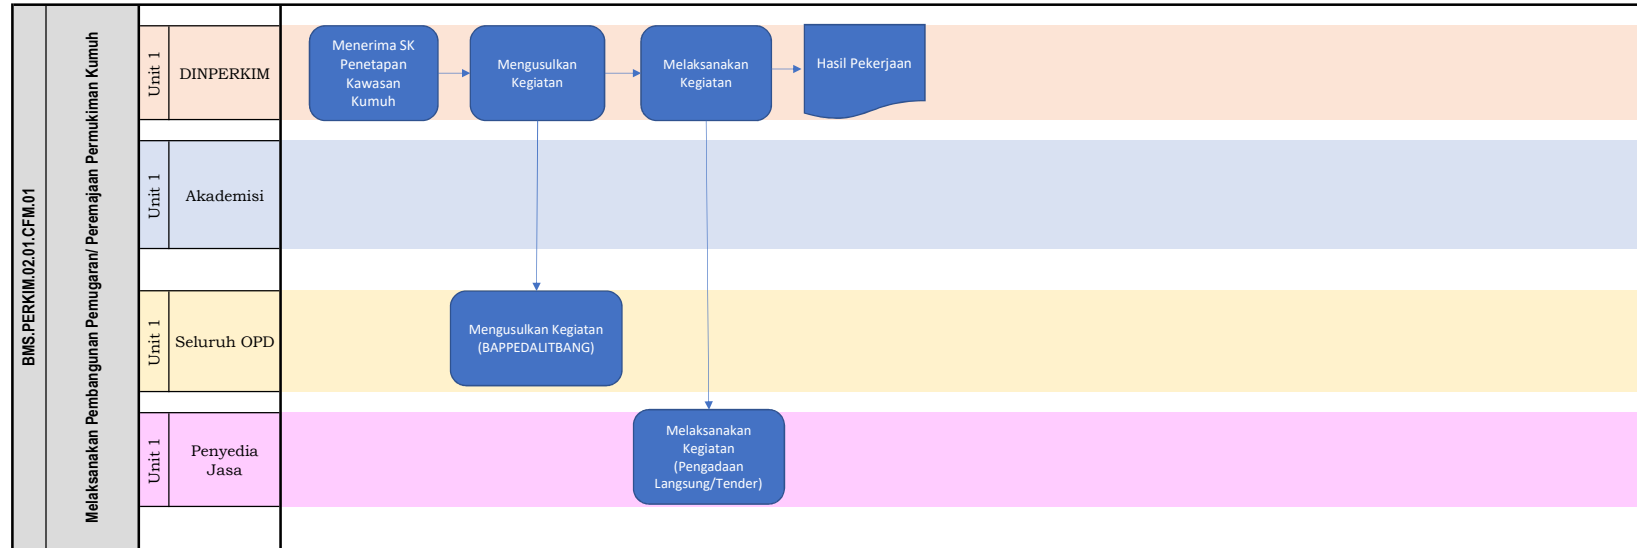 BMS.PERKIM.02.01.CFM.01
Melaksanakan Pembangunan Pemugaran/ Peremajaan Permukiman Kumuh
Unit 1
DINPERKIM
Menerima SK
Penetapan
Kawasan
Kumuh
Mengusulkan
Kegiatan
Melaksanakan
Kegiatan
Hasil Pekerjaan
Unit 1
Akademisi
Unit 1
Seluruh OPD
Mengusulkan Kegiatan
(BAPPEDALITBANG)
Unit 1
Penyedia
Jasa
Melaksanakan
Kegiatan
(Pengadaan
Langsung/Tender)